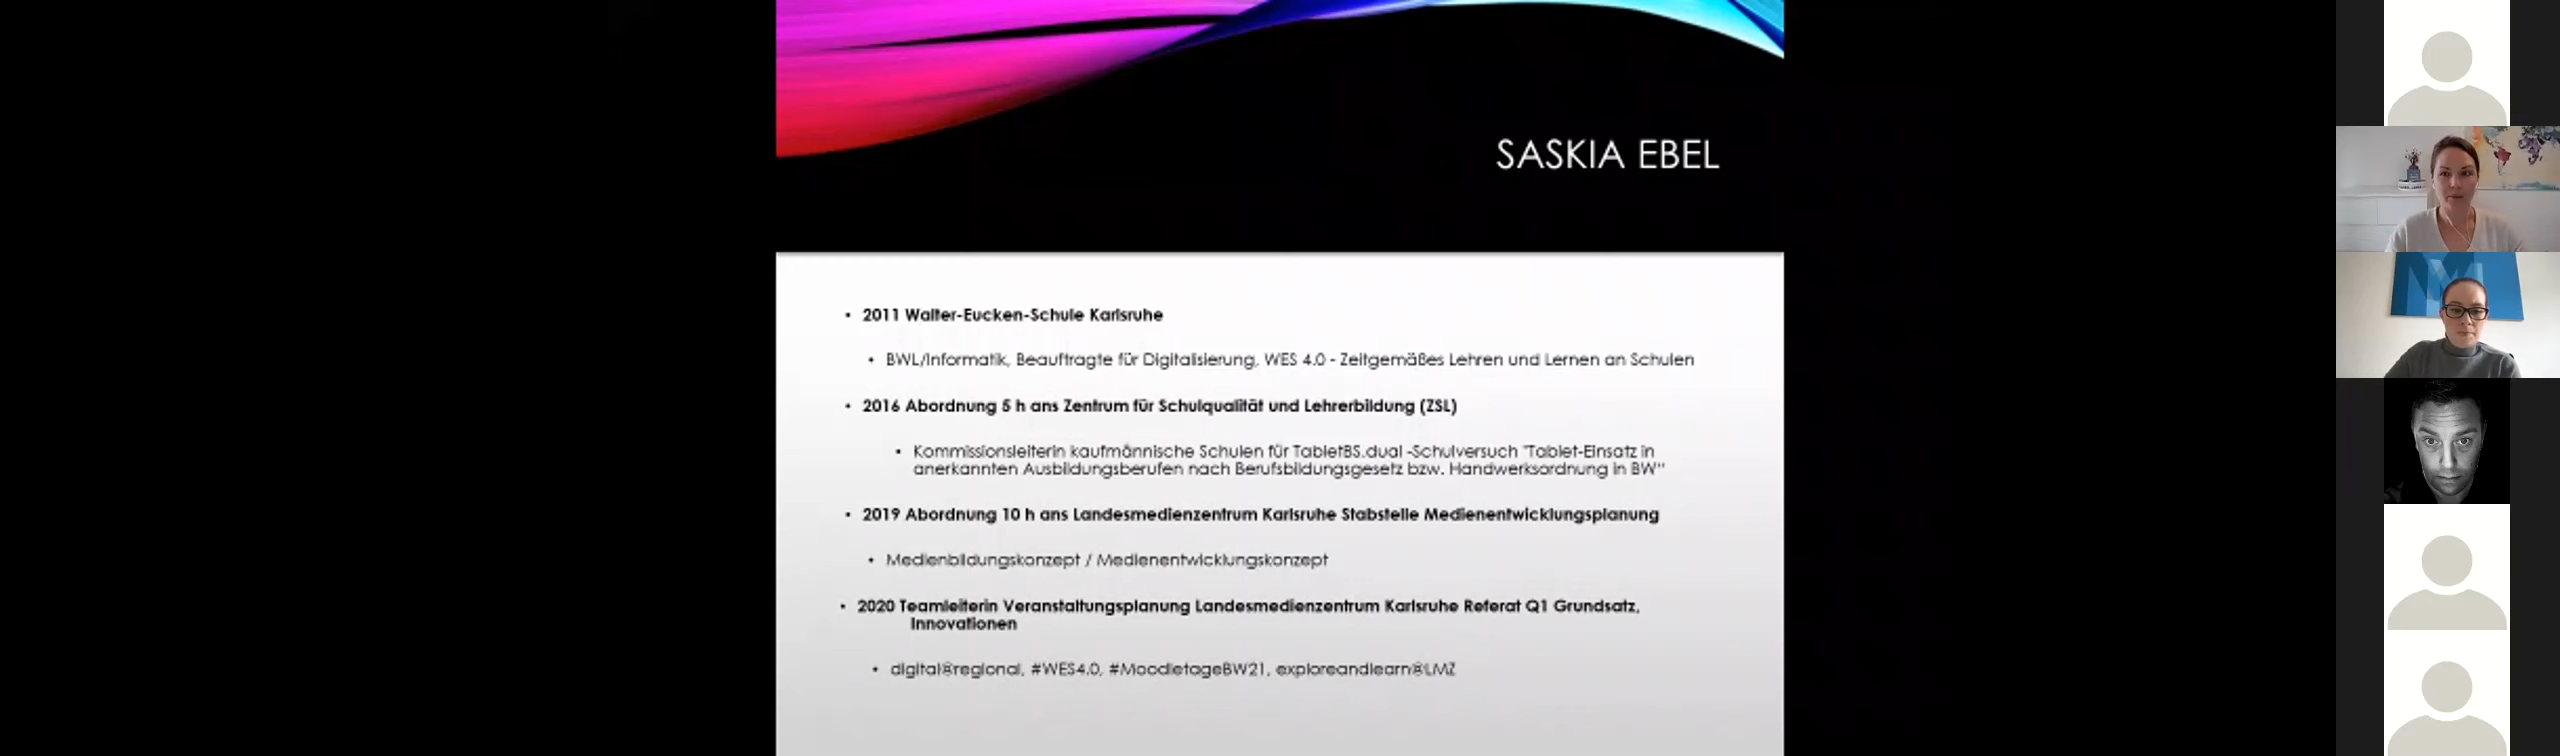 SASKIA EBEL
• 2011 Walter-Eucken-Schule Karlsruhe
• BWL/Informatik, Beauftragte für Digitalisierung, WES 4.0 - Zeitgemäßes Lehren und Lernen an Schulen
• 2016 Abordnung 5 h ans Zentrum für Schulqualität und Lehrerbildung (ZSL)
• Kommissionsleiterin kaufmännische Schulen für TabletBS.dual -Schulversuch "Tablet-Einsatz in
anerkannten Ausbildungsberufen nach Berufsbildungsgesetz bzw. Handwerksordnung in BW"
• 2019 Abordnung 10 h ans Landesmedienzentrum Karlsruhe Stabstelle Medienentwicklungsplanung
• Medienbildungskonzept / Medienentwicklungskonzept
• 2020 Teamleiterin Veranstaltungsplanung Landesmedienzentrum Karlsruhe Referat Q1 Grundsatz,
Innovationen
• digital@regional, #WES4.0, #MoodletageBW21, exploreandlearn@LMZ